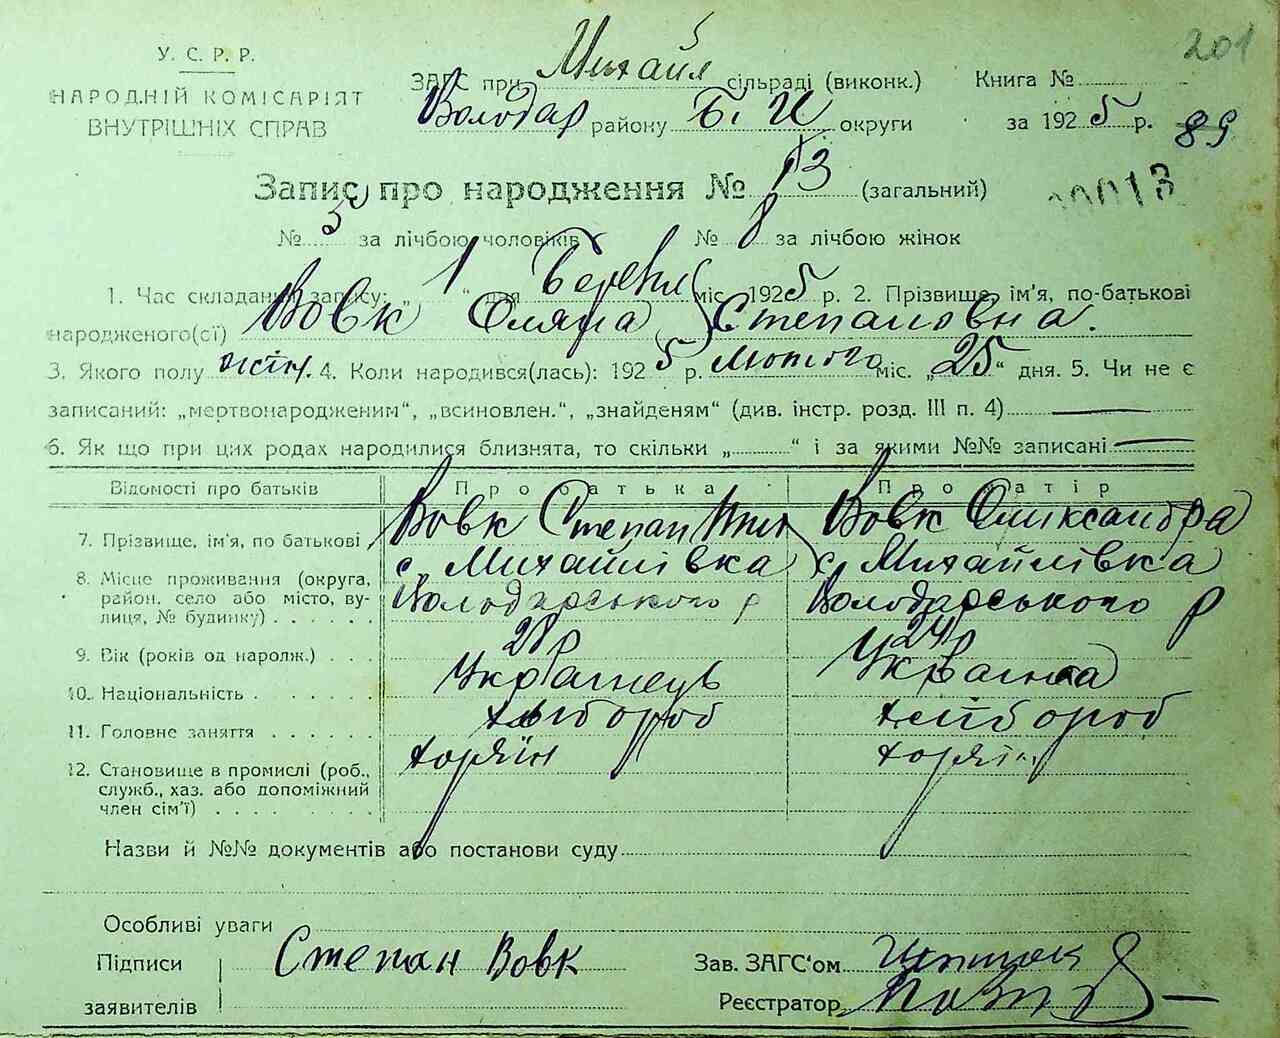 201
У. С. Р. Р.
НАРОДНІЙ КОМІСАРІЯТ
ВНУТРІШНІХ СПРАВ
ЗАГС при Михайл сільраді (виконк.) Книга №
Володар району Б. Ц. округи за 1925 р. 89
Запис про народження № 13 (загальний) 00013
№ 5 за лічбою чоловіків № 8 за лічбою жінок
1. Час складання запису: „ 1 “ дня Березня міс. 1925 р. 2. Прізвище, ім'я, по-батькові
народженого(сї) Вовк Оляна Степановна.
3. Якого полу жін. 4. Коли народився(лась): 1925 р. Лютого міс. „25“ дня. 5. Чи не є
записаний: „мертвонародженим“, „всиновлен.“, „знайденям“ (див. інстр. розд. III п. 4)
6. Як що при цих родах народилися близнята, то скільки „ “ і за якими №№ записані
Відомості про батьків Про батька Про матір
7. Прізвище, ім'я, по батькові Вовк Степан Вовк Олександра
8. Місце проживання (округа, район, село або місто, вулиця, № будинку) с. Михайлівка Володарського р с. Михайлівка Володарського р
9. Вік (років од наролж.) 28 р 24 р
10. Національність Українець Українка
11. Головне заняття хлібороб хлібороб
12. Становище в промислі (роб.,
служб., хаз. або допоміжний
член сім'ї)
Назви й №№ документів або постанови суду
Особливі уваги
Підписи Степан Вовк Зав. ЗАГС'ом
заявителів Реєстратор